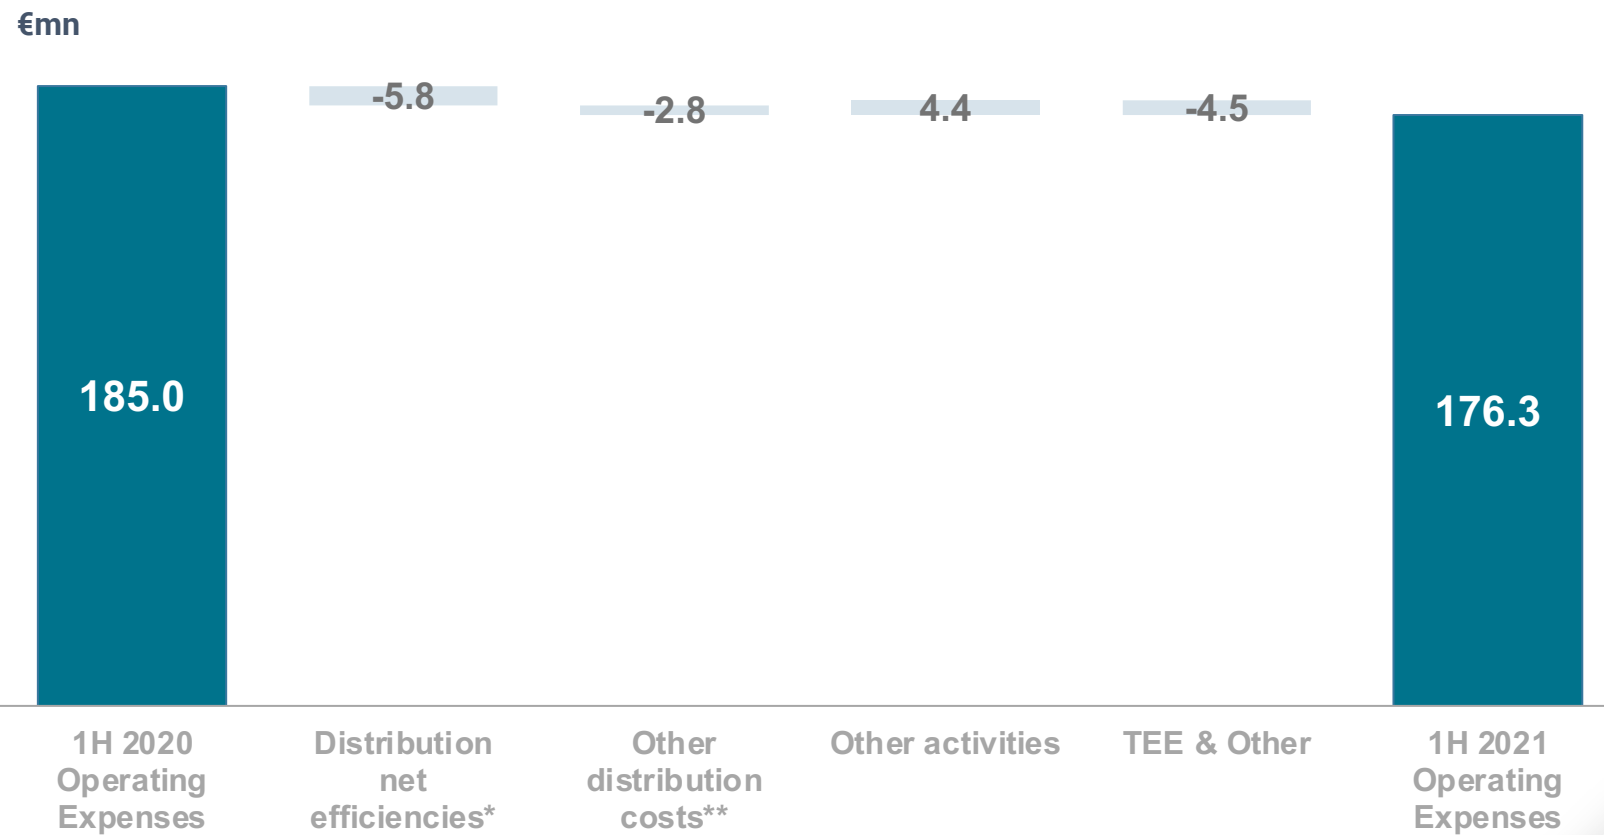 €mn
-5.8
-2.8
4.4
-4.5
185.0
176.3
1H 2020
Operating
Expenses
Distribution
net
efficiencies*
Other
distribution
costs**
Other activities
TEE & Other
1H 2021
Operating
Expenses